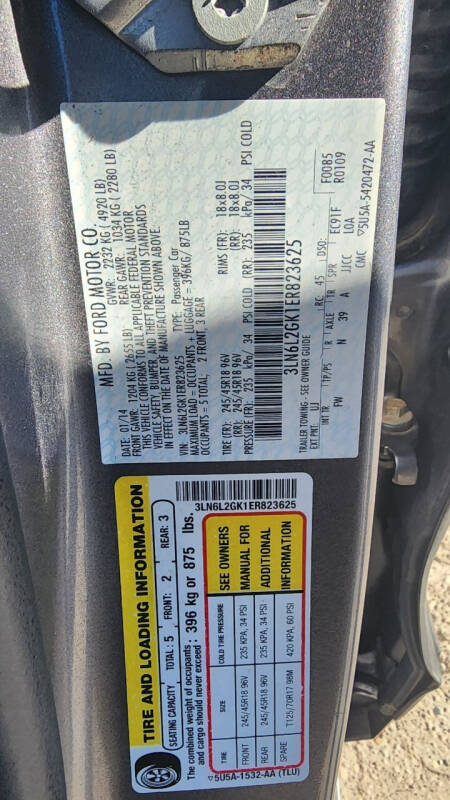 MFD. BY FORD MOTOR CO.
01/14 GVWR: 2232 KG ( 4920 LB)
FRONT GAWR: 1204 KG (2655 LB) REAR GAWR: 1034 KG ( 2280 LB)
THIS VEHICLE CONFORMS TO ALL APPLICABLE FEDERAL MOTOR
VEHICLE SAFETY, BUMPER, AND THEFT PREVENTION STANDARDS
IN EFFECT ON THE DATE OF MANUFACTURE SHOWN ABOVE.
VIN: 3LN6L2GK1ER823625 TYPE: Passenger Car
MAXIMUM LOAD = OCCUPANTS + LUGGAGE = 396KG/ 875LB
OCCUPANTS = 5 TOTAL, 2 FRONT, 3 REAR
TIRE (FR): 245/45R18 96V RIMS (FR): 18x8.0J
(RR): 245/45R18 96V (RR): 18x8.0J
PRESSURE (FR): 235 kPa/ 34 PSI COLD (RR): 235 kPa/ 34 PSI COLD
3LN6L2GK1ER823625
TRAILER TOWING - SEE OWNER GUIDE
EXT PNT: UJ RC: 45 DSO: F0085
R0109
INT TR TP/PS R AXLE TR SPR EC91F
FW N 39 A JJCC LOA
CMC ▽5U5A-5420472-AA
TIRE AND LOADING INFORMATION
SEATING CAPACITY TOTAL: 5 FRONT: 2 REAR: 3
The combined weight of occupants and cargo should never exceed: 396 kg or 875 lbs.
3LN6L2GK1ER823625
TIRE SIZE COLD TIRE PRESSURE SEE OWNERS
FRONT 245/45R18 96V 235 KPA, 34 PSI MANUAL FOR
REAR 245/45R18 96V 235 KPA, 34 PSI ADDITIONAL
SPARE T125/70R17 98M 420 KPA, 60 PSI INFORMATION
▽5U5A-1532-AA (TLU)